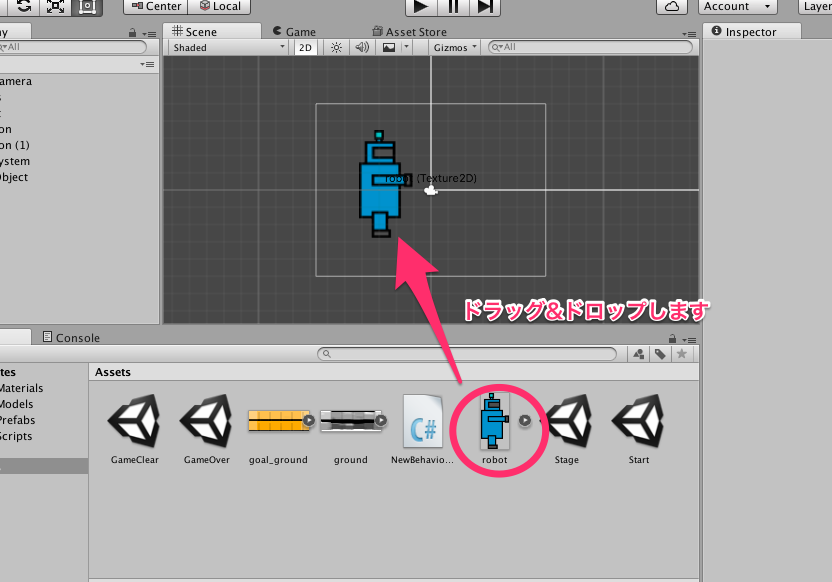 Center Local Account Layer
Scene Game Asset Store Inspector
Shaded 2D Gizmos All
All
amera
on
on (1)
ystem
bject
robot (Texture2D)
ドラッグ&ドロップします
Console
tes
Materials
Models
Prefabs
Scripts
Assets
C#
GameClear GameOver goal_ground ground NewBehavio... robot Stage Start